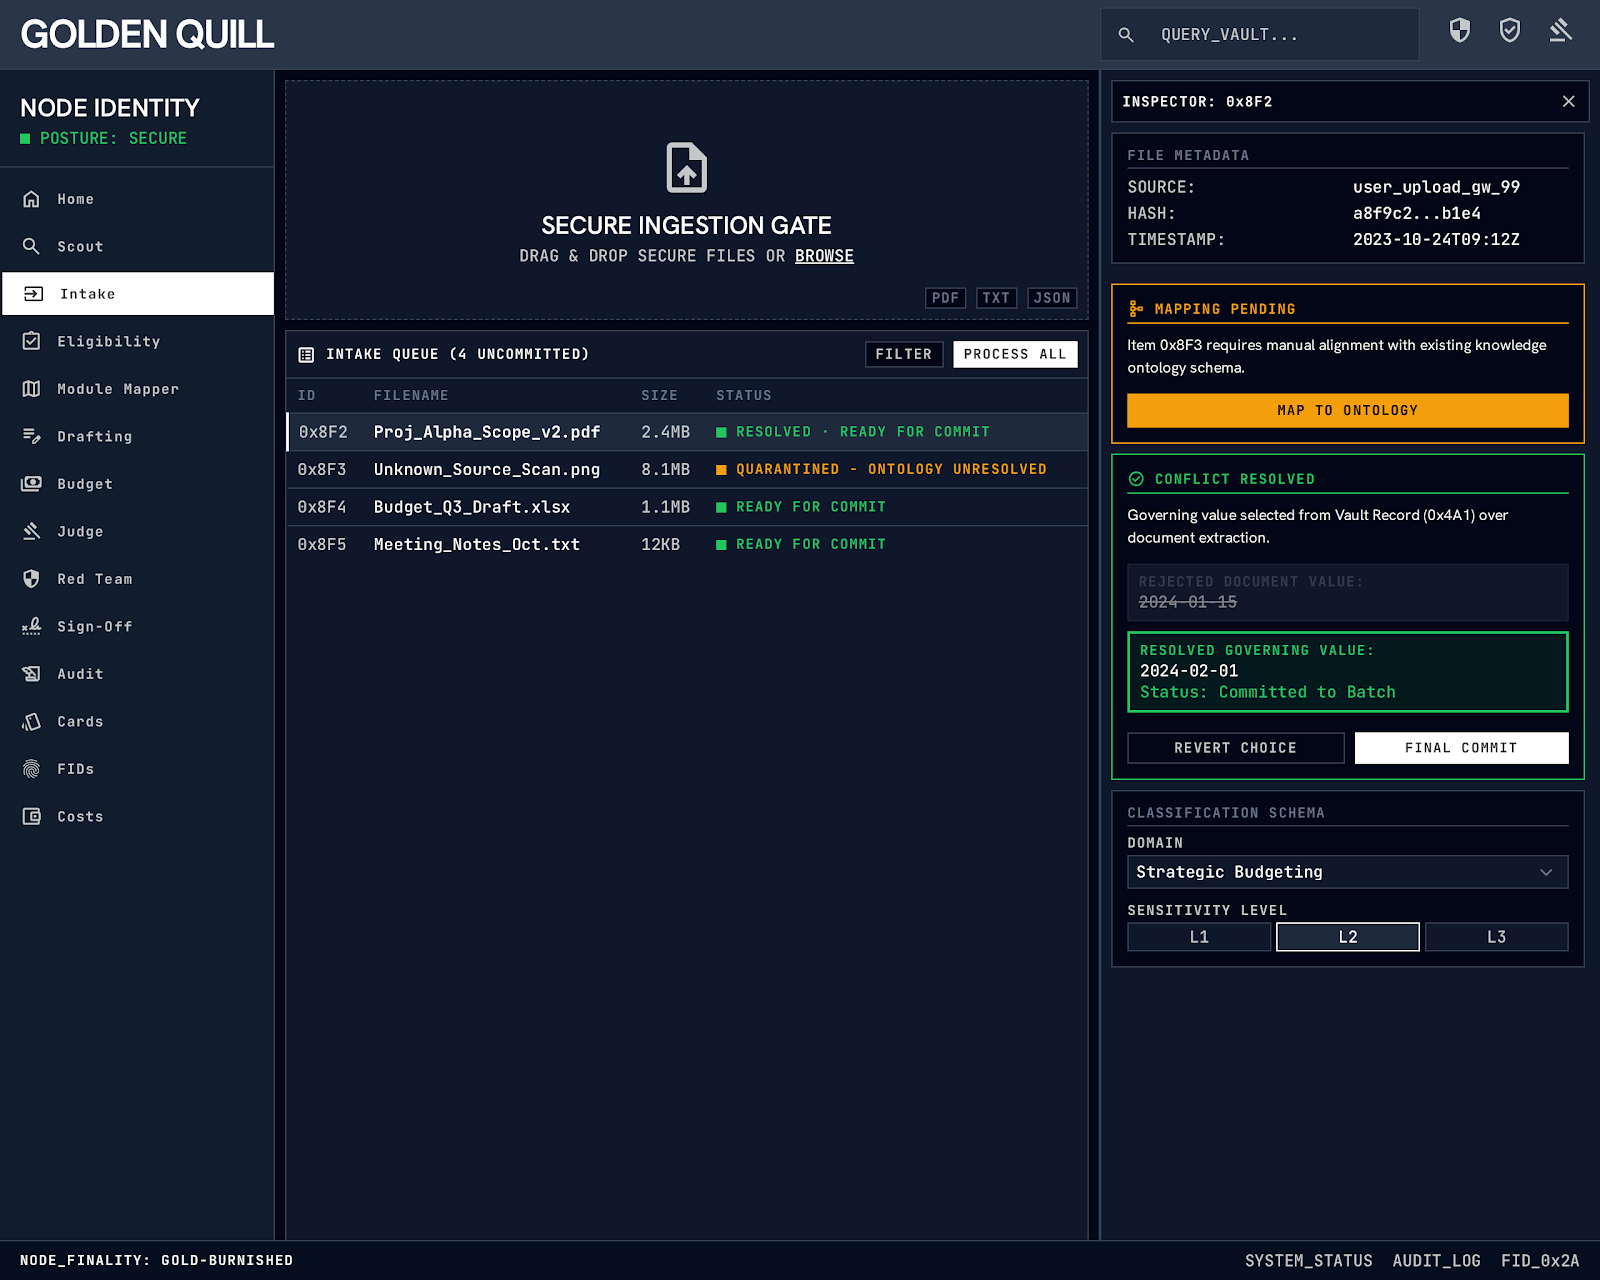 GOLDEN QUILL
QUERY_VAULT...
NODE IDENTITY
POSTURE: SECURE
Home
Scout
Intake
Eligibility
Module Mapper
Drafting
Budget
Judge
Red Team
Sign-Off
Audit
Cards
FIDs
Costs
SECURE INGESTION GATE
DRAG & DROP SECURE FILES OR BROWSE
PDF TXT JSON
INTAKE QUEUE (4 UNCOMMITTED) FILTER PROCESS ALL
ID FILENAME SIZE STATUS
0x8F2 Proj_Alpha_Scope_v2.pdf 2.4MB RESOLVED · READY FOR COMMIT
0x8F3 Unknown_Source_Scan.png 8.1MB QUARANTINED - ONTOLOGY UNRESOLVED
0x8F4 Budget_Q3_Draft.xlsx 1.1MB READY FOR COMMIT
0x8F5 Meeting_Notes_Oct.txt 12KB READY FOR COMMIT
INSPECTOR: 0x8F2
FILE METADATA
SOURCE: user_upload_gw_99
HASH: a8f9c2...b1e4
TIMESTAMP: 2023-10-24T09:12Z
MAPPING PENDING
Item 0x8F3 requires manual alignment with existing knowledge
ontology schema.
MAP TO ONTOLOGY
CONFLICT RESOLVED
Governing value selected from Vault Record (0x4A1) over
document extraction.
REJECTED DOCUMENT VALUE:
2024-01-15
RESOLVED GOVERNING VALUE:
2024-02-01
Status: Committed to Batch
REVERT CHOICE FINAL COMMIT
CLASSIFICATION SCHEMA
DOMAIN
Strategic Budgeting
SENSITIVITY LEVEL
L1 L2 L3
NODE_FINALITY: GOLD-BURNISHED
SYSTEM_STATUS AUDIT_LOG FID_0x2A